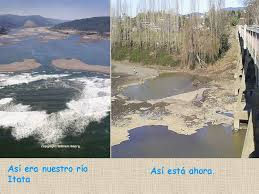 Así era nuestro río
Itata
Así está ahora.